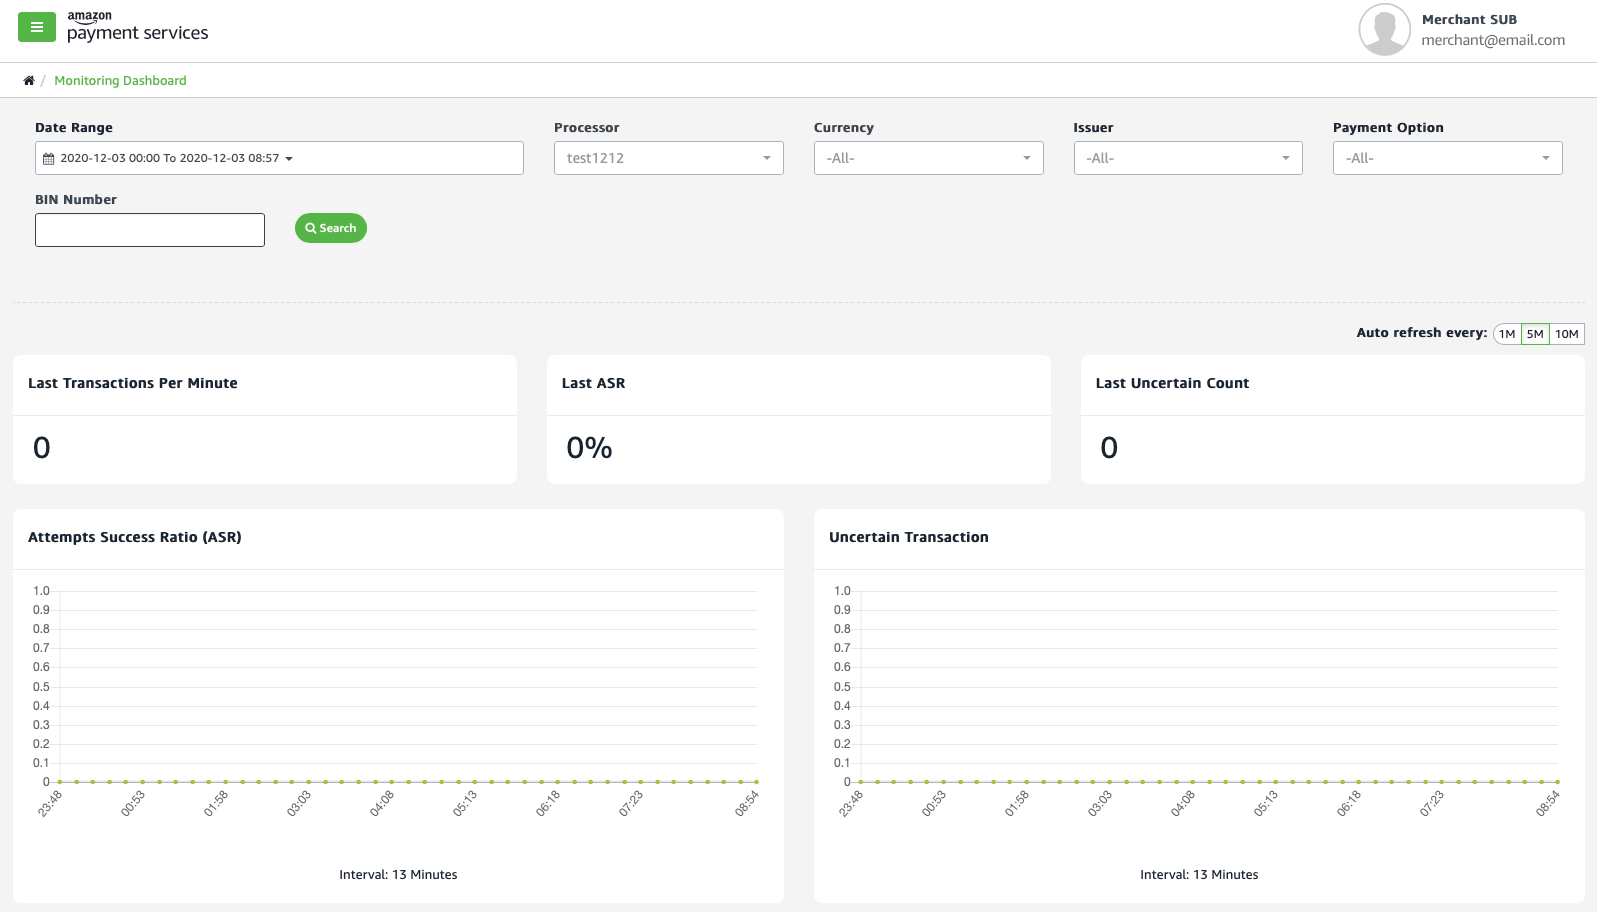 amazon
payment services
Merchant SUB
merchant@email.com
/ Monitoring Dashboard
Date Range
Processor
Currency
Issuer
Payment Option
2020-12-03 00:00 To 2020-12-03 08:57
test1212
-All-
-All-
-All-
BIN Number
Search
Auto refresh every: 1M 5M 10M
Last Transactions Per Minute
0
Last ASR
0%
Last Uncertain Count
0
Attempts Success Ratio (ASR)
1.0
0.9
0.8
0.7
0.6
0.5
0.4
0.3
0.2
0.1
0
23:48 00:53 01:58 03:03 04:08 05:13 06:18 07:23 08:54
Interval: 13 Minutes
Uncertain Transaction
1.0
0.9
0.8
0.7
0.6
0.5
0.4
0.3
0.2
0.1
0
23:48 00:53 01:58 03:03 04:08 05:13 06:18 07:23 08:54
Interval: 13 Minutes